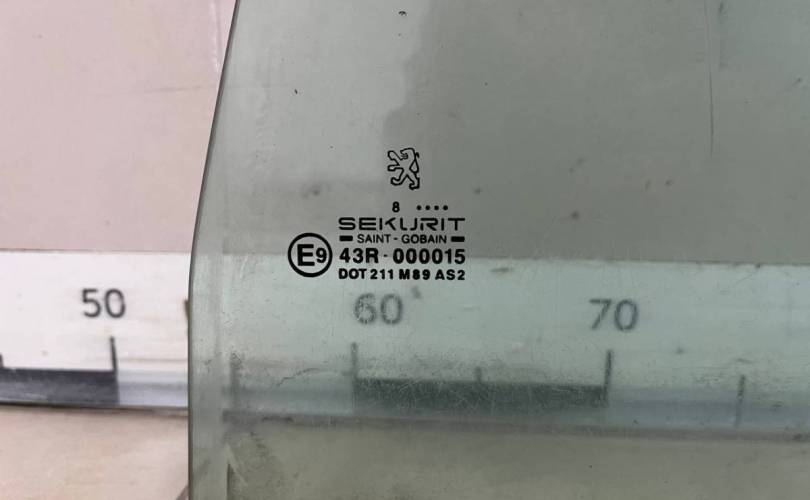 8 ••••
SEKURIT
SAINT - GOBAIN
E9 43R - 000015
DOT 211 M89 AS2
50 60 70